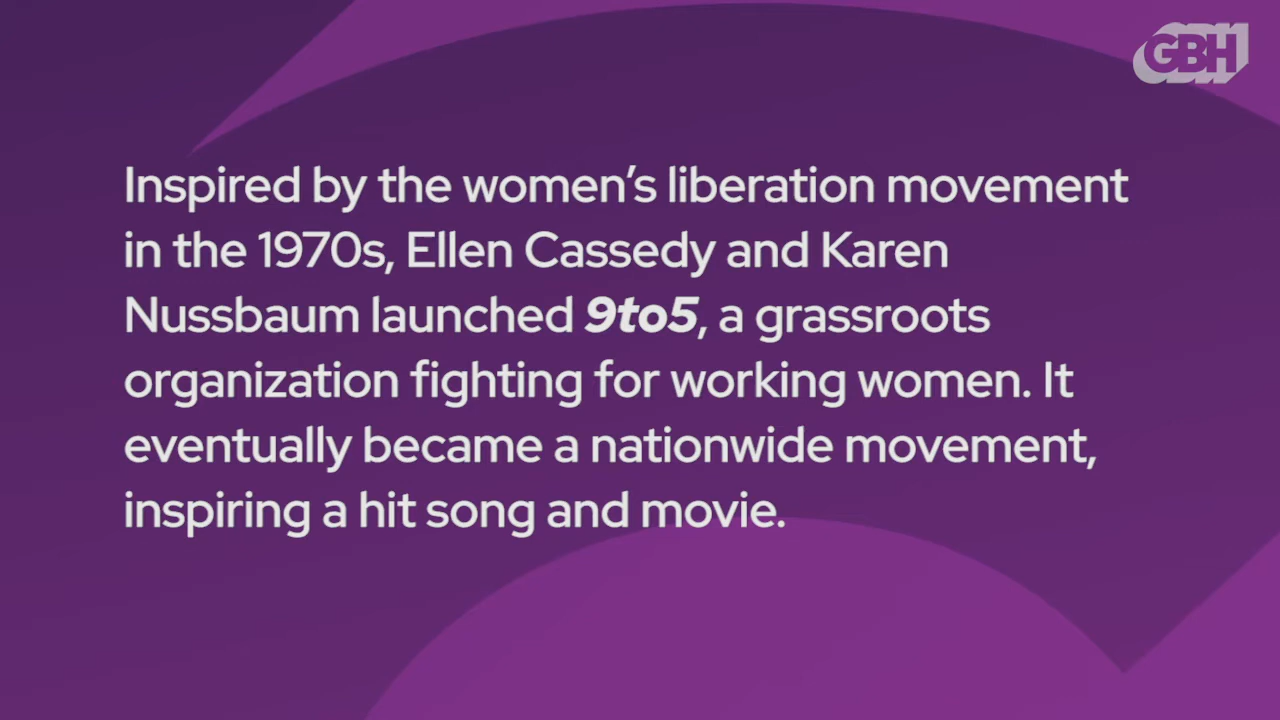 GBH
Inspired by the women’s liberation movement
in the 1970s, Ellen Cassedy and Karen
Nussbaum launched 9to5, a grassroots
organization fighting for working women. It
eventually became a nationwide movement,
inspiring a hit song and movie.